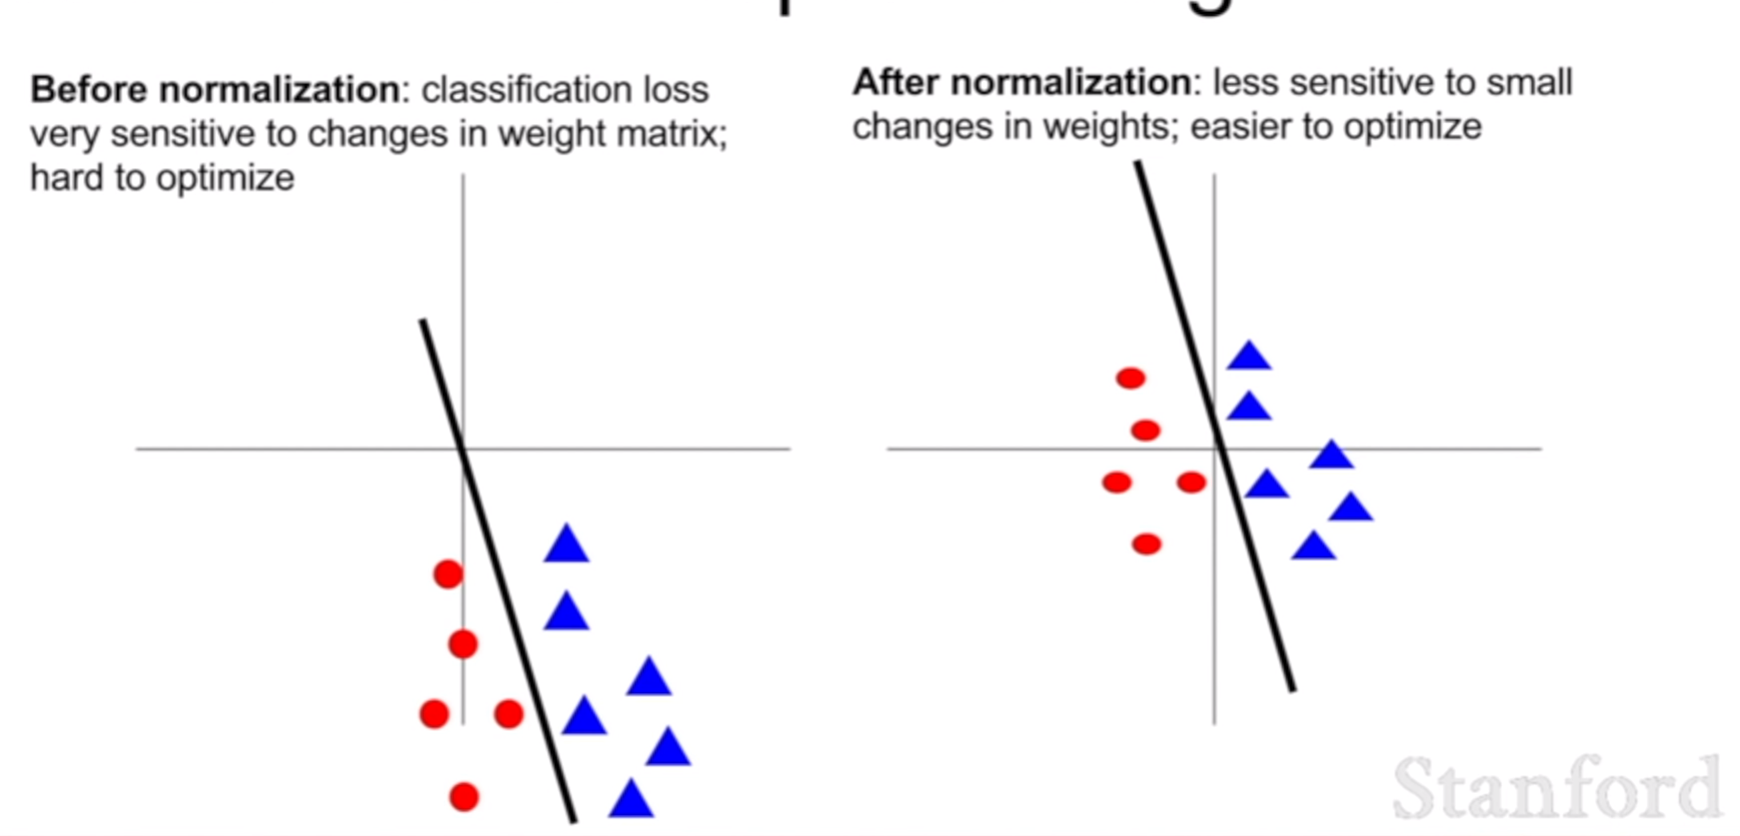 Before normalization: classification loss
very sensitive to changes in weight matrix;
hard to optimize
After normalization: less sensitive to small
changes in weights; easier to optimize
Stanford